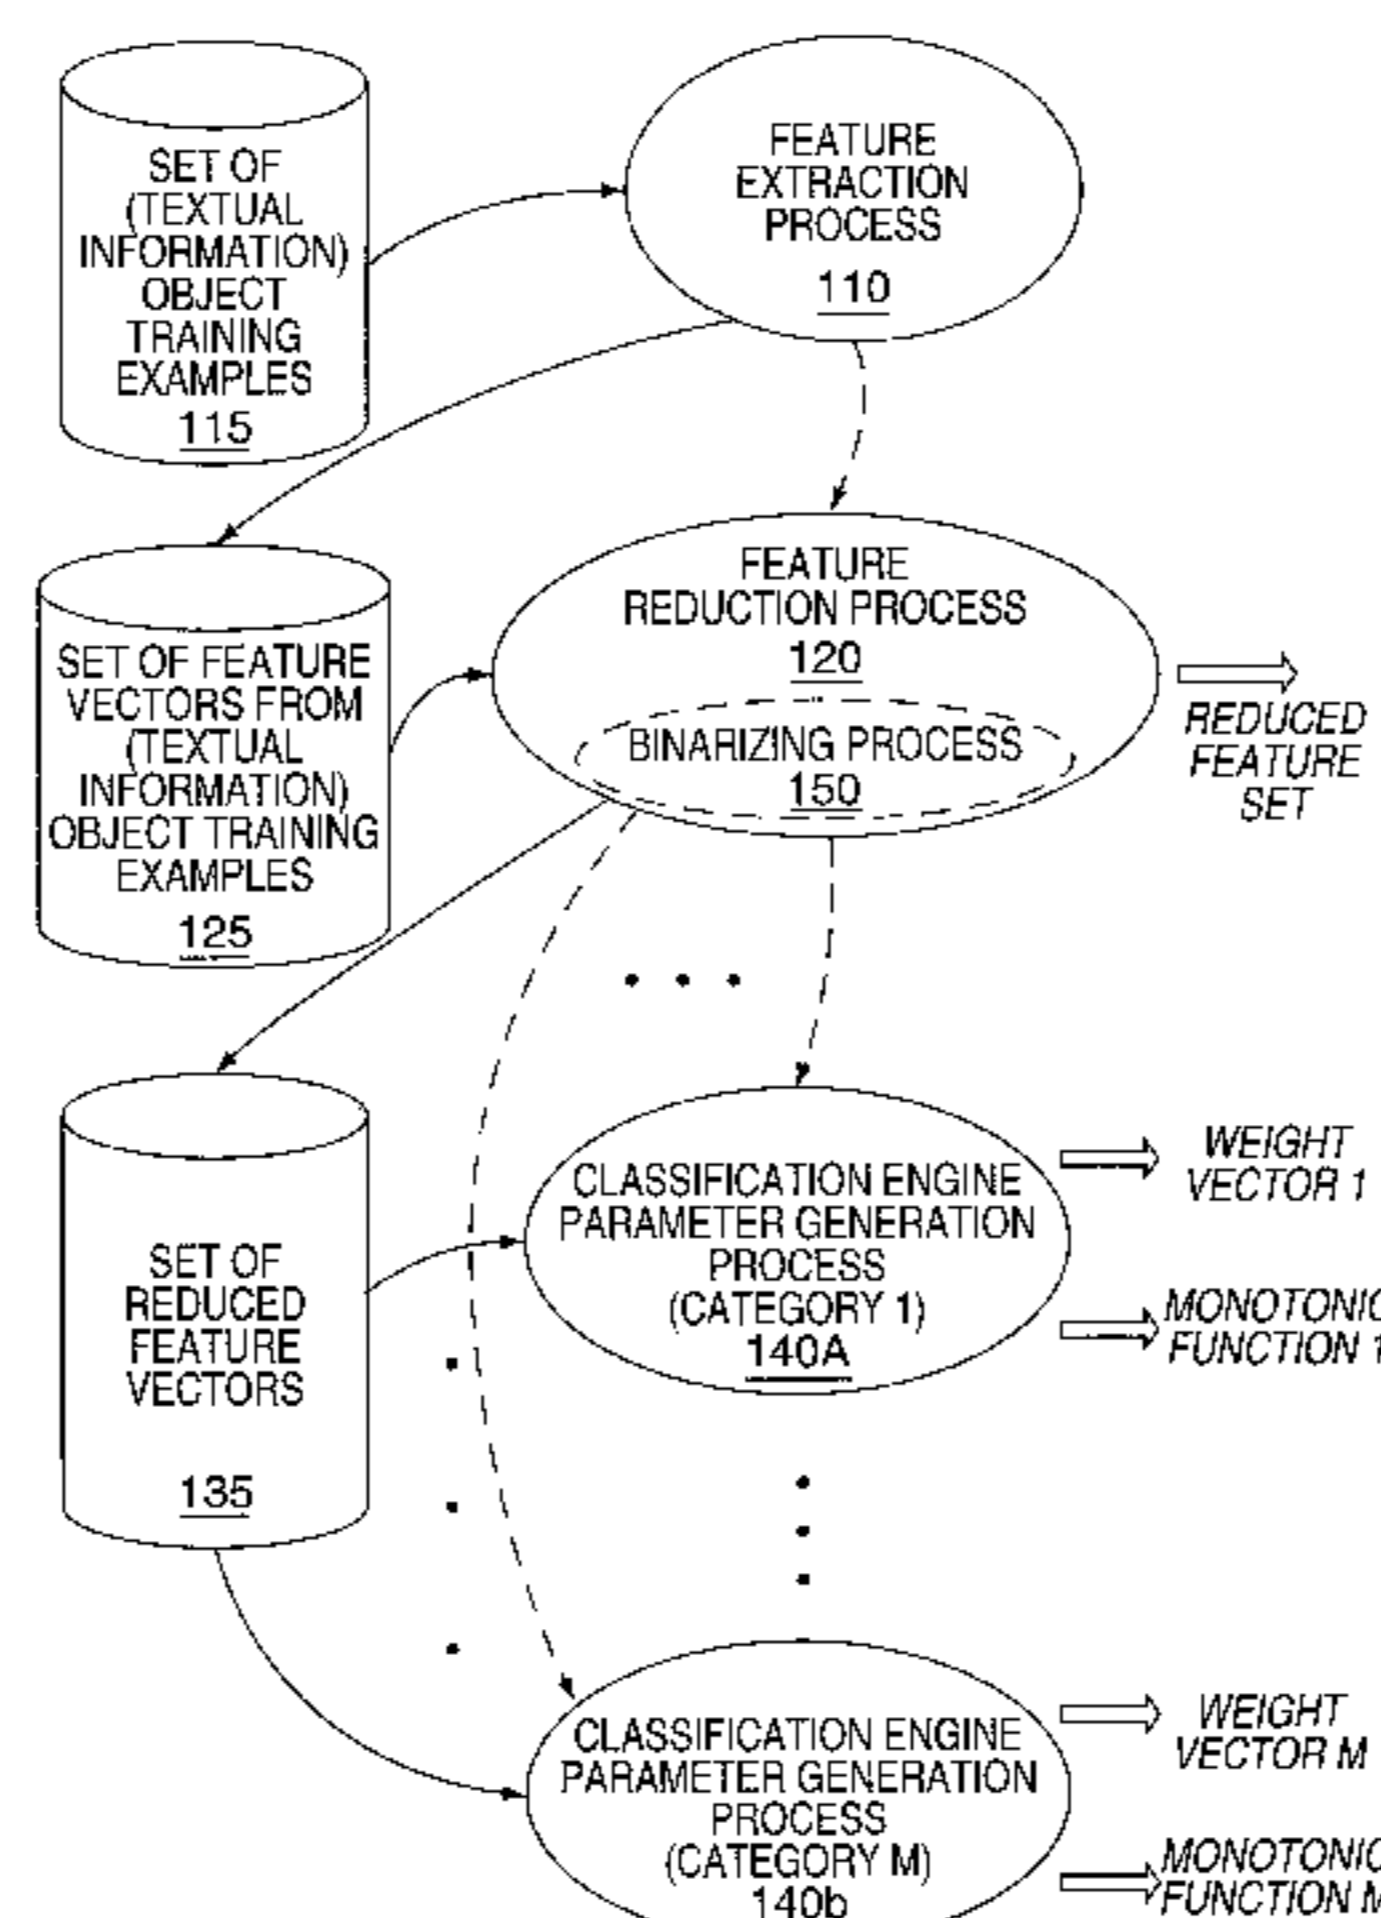 SET OF
(TEXTUAL
INFORMATION)
OBJECT
TRAINING
EXAMPLES
115
FEATURE
EXTRACTION
PROCESS
110
SET OF FEATURE
VECTORS FROM
(TEXTUAL
INFORMATION)
OBJECT TRAINING
EXAMPLES
125
FEATURE
REDUCTION PROCESS
120
BINARIZING PROCESS
150
REDUCED
FEATURE
SET
SET OF
REDUCED
FEATURE
VECTORS
135
CLASSIFICATION ENGINE
PARAMETER GENERATION
PROCESS
(CATEGORY 1)
140A
WEIGHT
VECTOR 1
MONOTONIC
FUNCTION 1
CLASSIFICATION ENGINE
PARAMETER GENERATION
PROCESS
(CATEGORY M)
140b
WEIGHT
VECTOR M
MONOTONIC
FUNCTION M